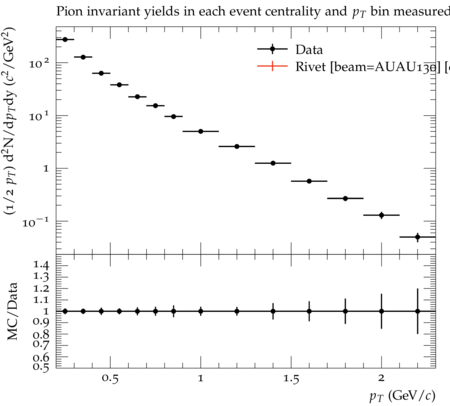 Pion invariant yields in each event centrality and p_T bin measured
(1/2 p_T) d²N/dp_Tdy (c²/GeV²)
10²
10¹
1
10⁻¹
Data
Rivet [beam=AUAU130] [
MC/Data
1.4
1.3
1.2
1.1
1
0.9
0.8
0.7
0.6
0.5
0.5 1 1.5 2
p_T (GeV/c)